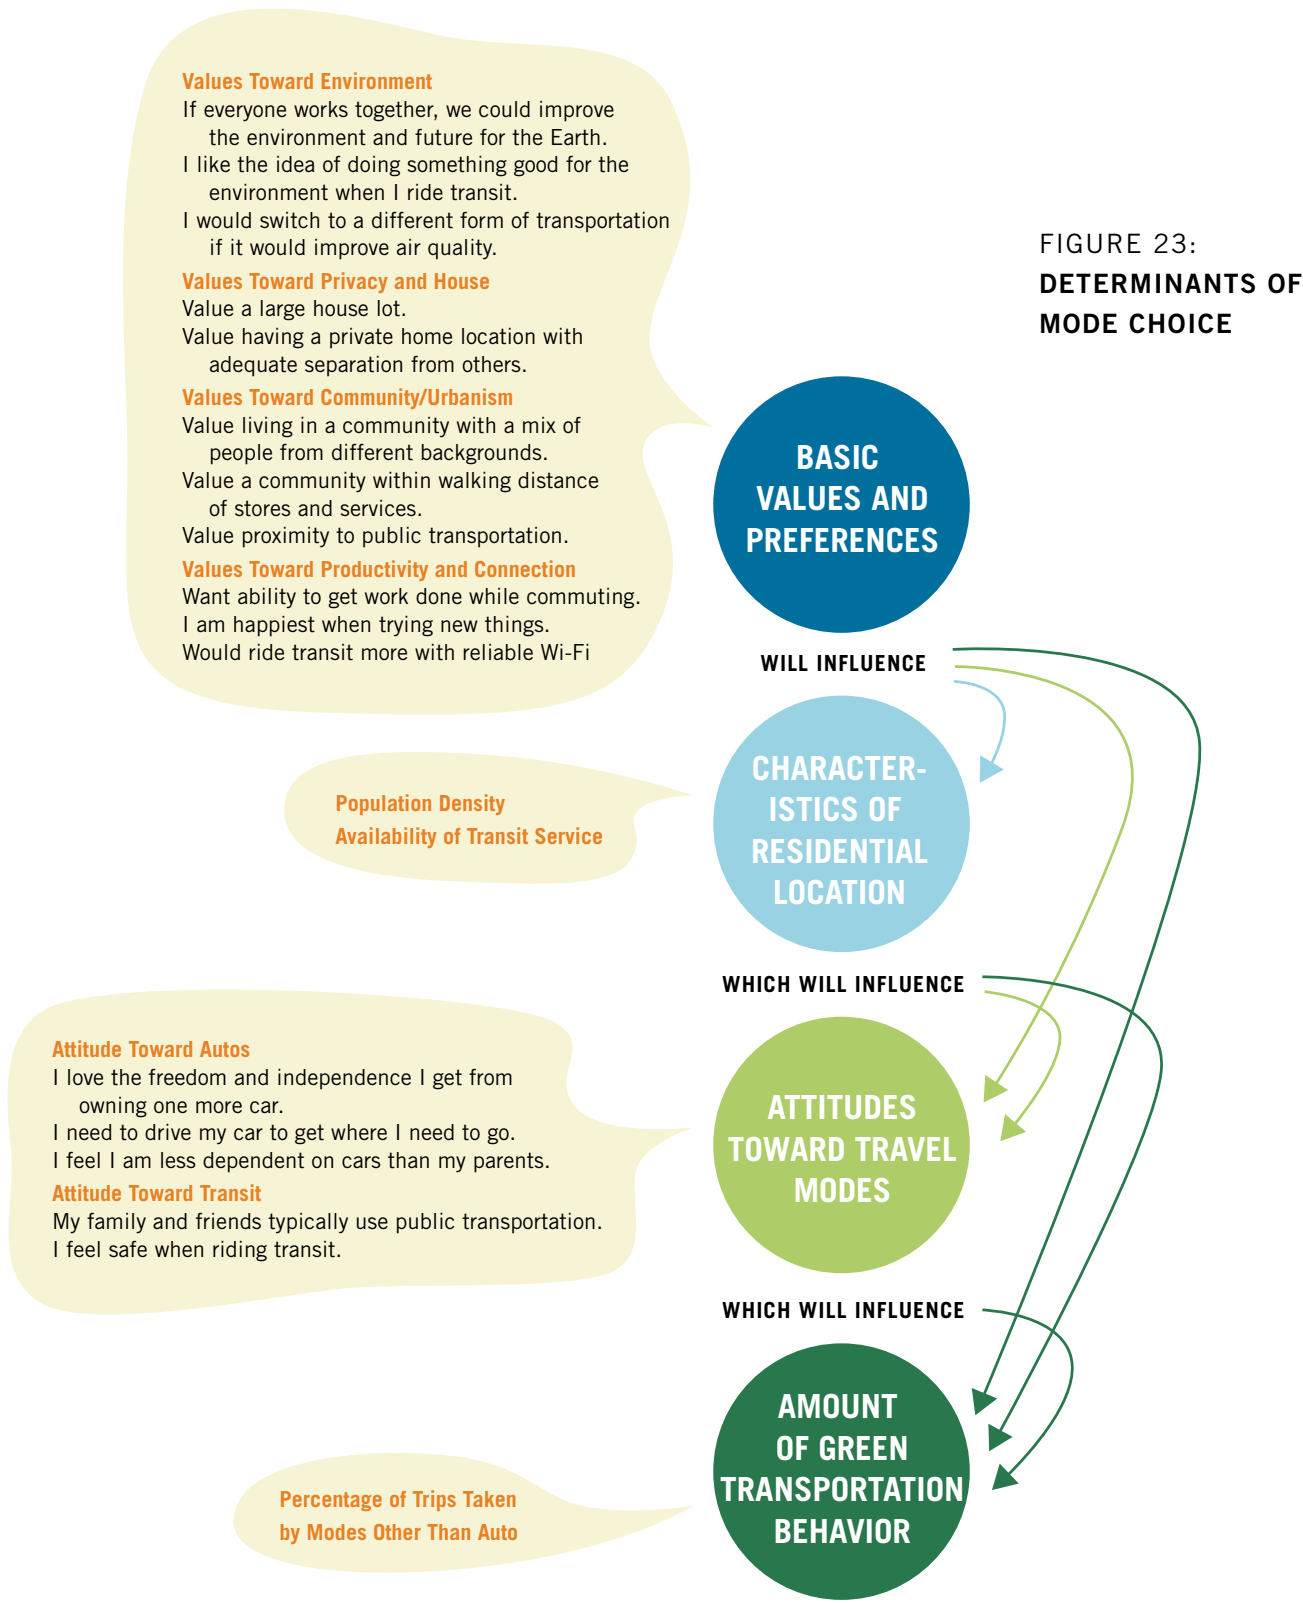 Values Toward Environment
If everyone works together, we could improve
the environment and future for the Earth.
I like the idea of doing something good for the
environment when I ride transit.
I would switch to a different form of transportation
if it would improve air quality.
Values Toward Privacy and House
Value a large house lot.
Value having a private home location with
adequate separation from others.
Values Toward Community/Urbanism
Value living in a community with a mix of
people from different backgrounds.
Value a community within walking distance
of stores and services.
Value proximity to public transportation.
Values Toward Productivity and Connection
Want ability to get work done while commuting.
I am happiest when trying new things.
Would ride transit more with reliable Wi-Fi
FIGURE 23:
DETERMINANTS OF
MODE CHOICE
BASIC
VALUES AND
PREFERENCES
WILL INFLUENCE
Population Density
Availability of Transit Service
CHARACTER-
ISTICS OF
RESIDENTIAL
LOCATION
WHICH WILL INFLUENCE
Attitude Toward Autos
I love the freedom and independence I get from
owning one more car.
I need to drive my car to get where I need to go.
I feel I am less dependent on cars than my parents.
Attitude Toward Transit
My family and friends typically use public transportation.
I feel safe when riding transit.
ATTITUDES
TOWARD TRAVEL
MODES
WHICH WILL INFLUENCE
Percentage of Trips Taken
by Modes Other Than Auto
AMOUNT
OF GREEN
TRANSPORTATION
BEHAVIOR